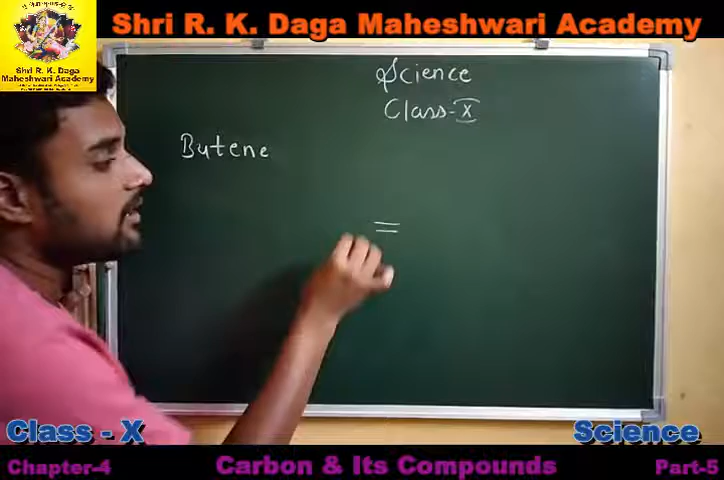 Shri R. K. Daga Maheshwari Academy
Shri R. K. Daga
Maheshwari Academy
Science
Class-X
Butene
=
Class - X
Science
Chapter-4
Carbon & Its Compounds
Part-5